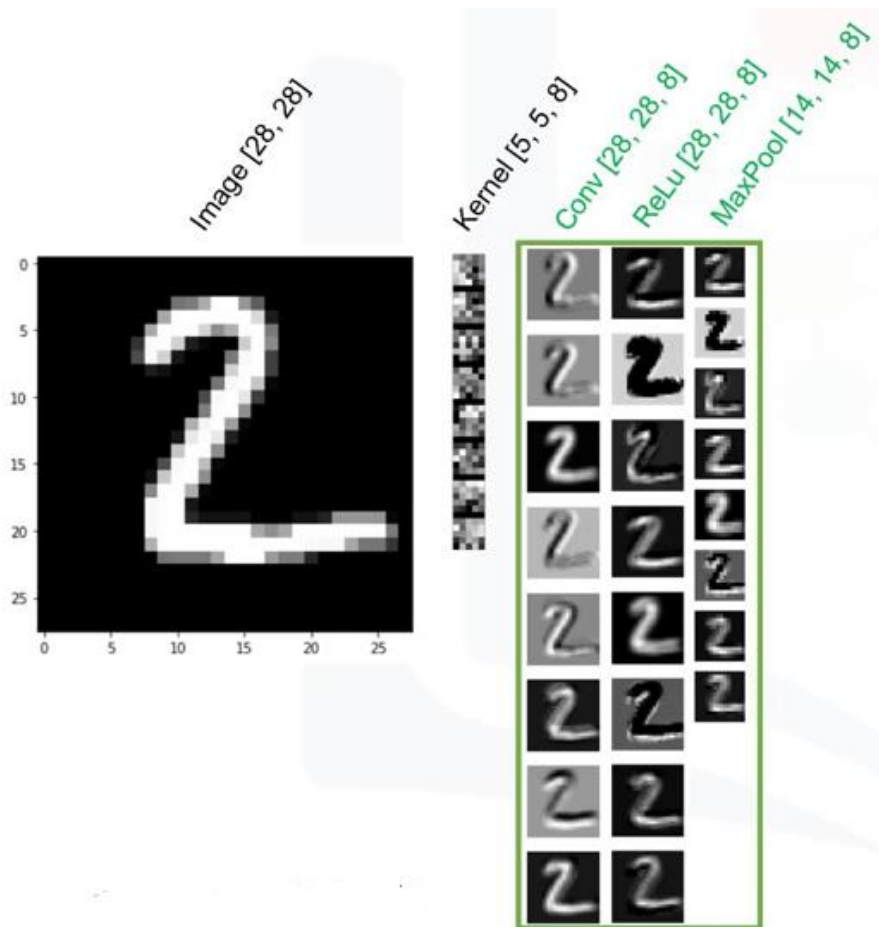 Image [28, 28]
Kernel [5, 5, 8]
Conv [28, 28, 8]
ReLu [28, 28, 8]
MaxPool [14, 14, 8]
0
5
10
15
20
25
0
5
10
15
20
25